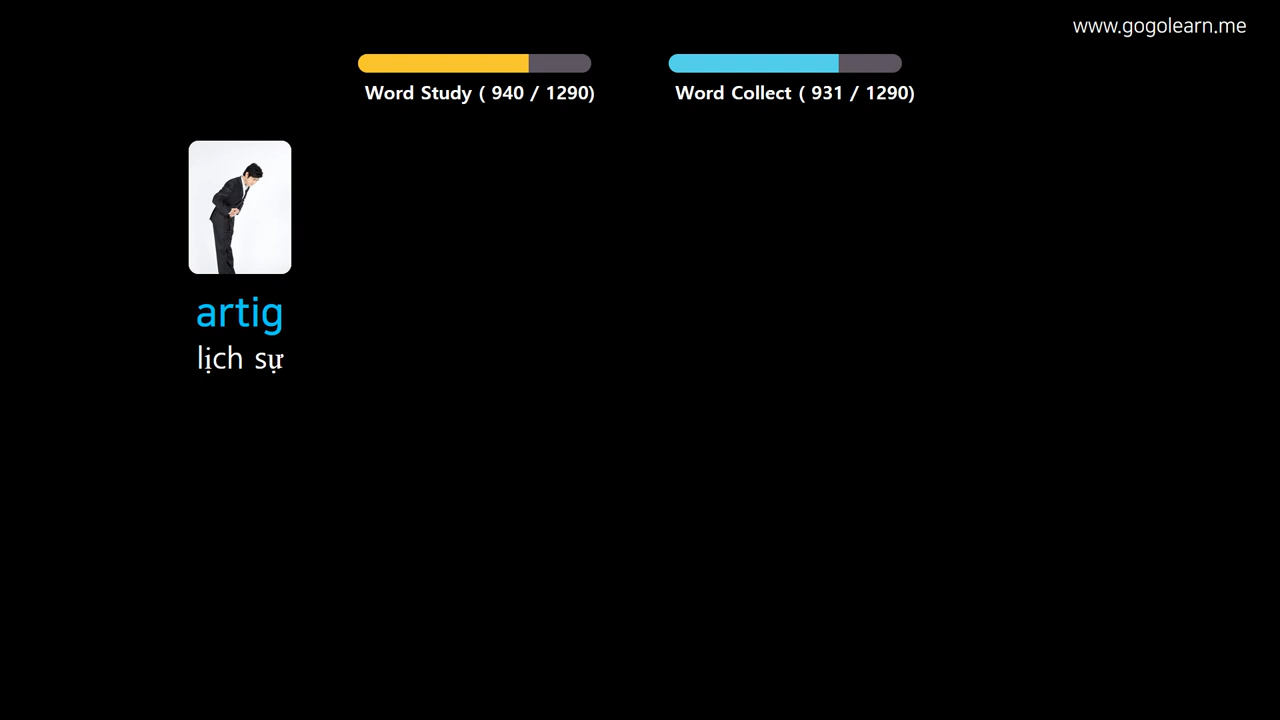 www.gogolearn.me
Word Study ( 940 / 1290)
Word Collect ( 931 / 1290)
artig
lịch sự